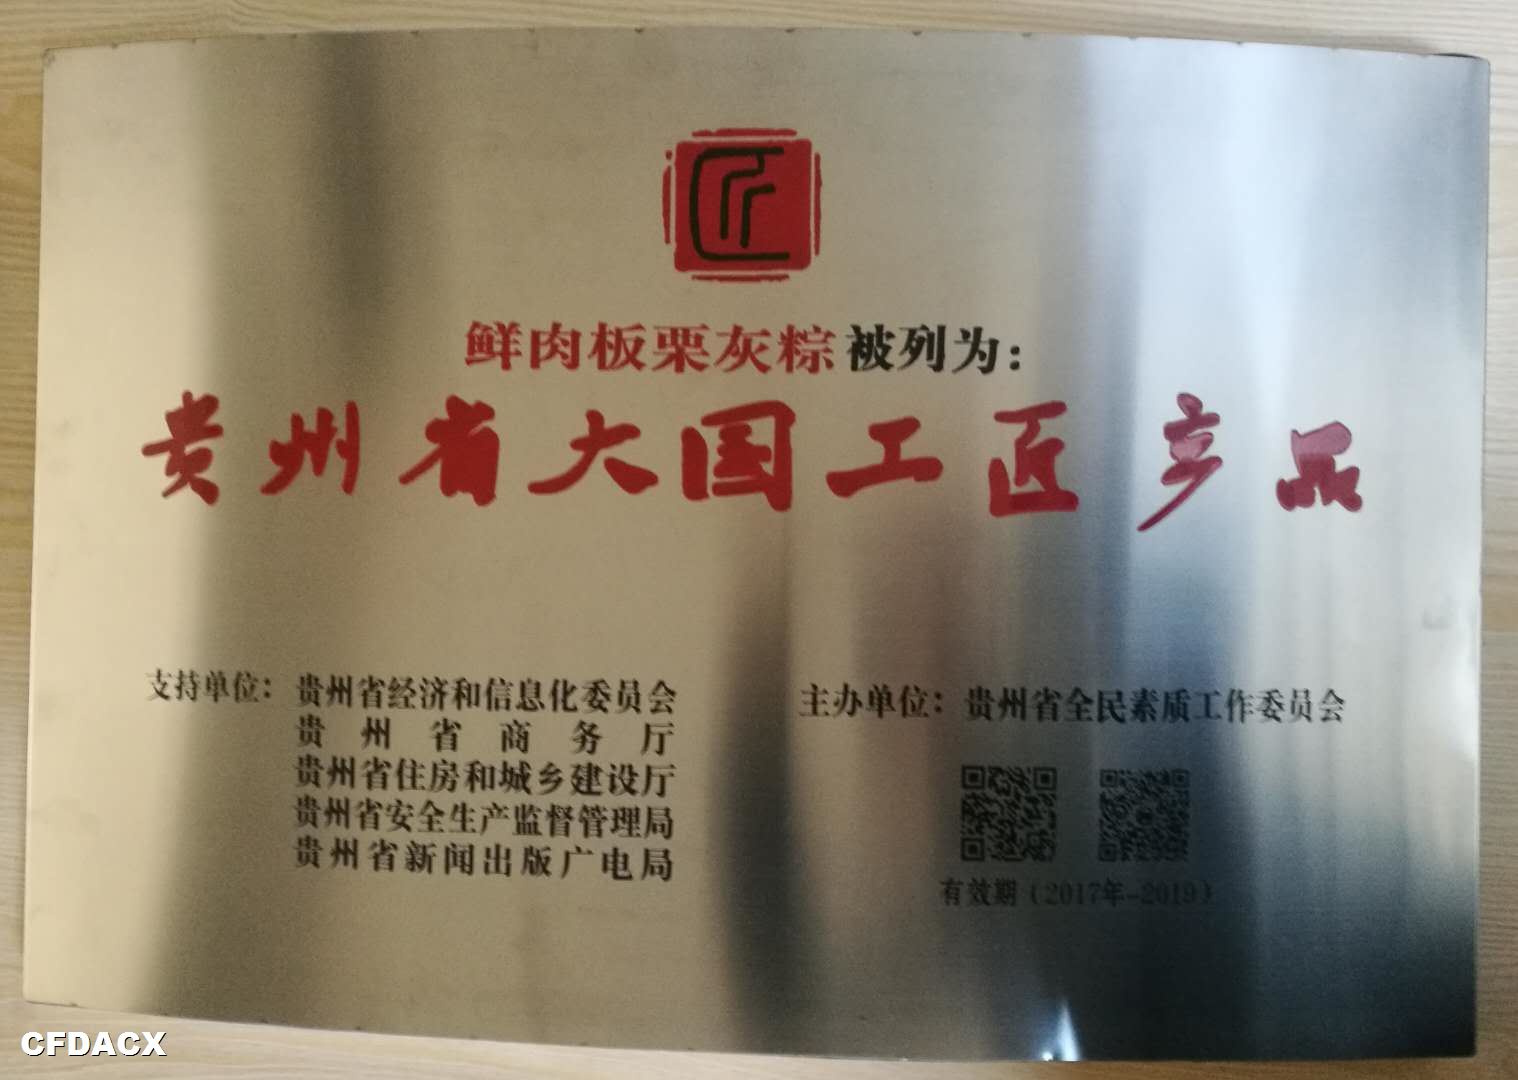 匠
鲜肉板栗灰粽被列为：
贵州省大国工匠产品
支持单位：贵州省经济和信息化委员会
贵州省商务厅
贵州省住房和城乡建设厅
贵州省安全生产监督管理局
贵州省新闻出版广电局
主办单位：贵州省全民素质工作委员会
有效期（2017年-2019）
CFDACX